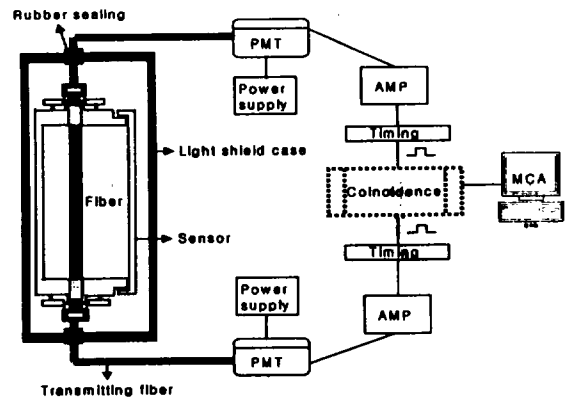 Rubber sealing
PMT
Power
supply
AMP
Timing
Light shield case
Coincidence
MCA
Fiber
Sensor
Timing
Power
supply
AMP
PMT
Transmitting fiber